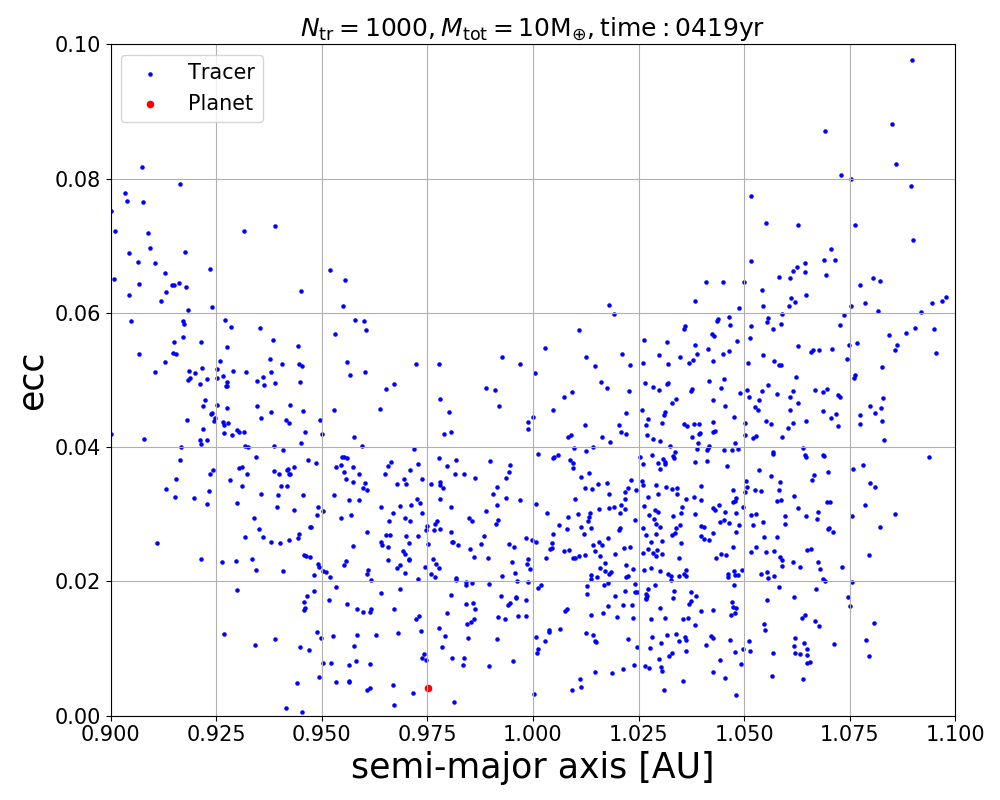 N_tr = 1000, M_tot = 10M_⊕, time : 0419yr
Tracer
Planet
0.10
0.08
0.06
0.04
0.02
0.00
ecc
0.900 0.925 0.950 0.975 1.000 1.025 1.050 1.075 1.100
semi-major axis [AU]